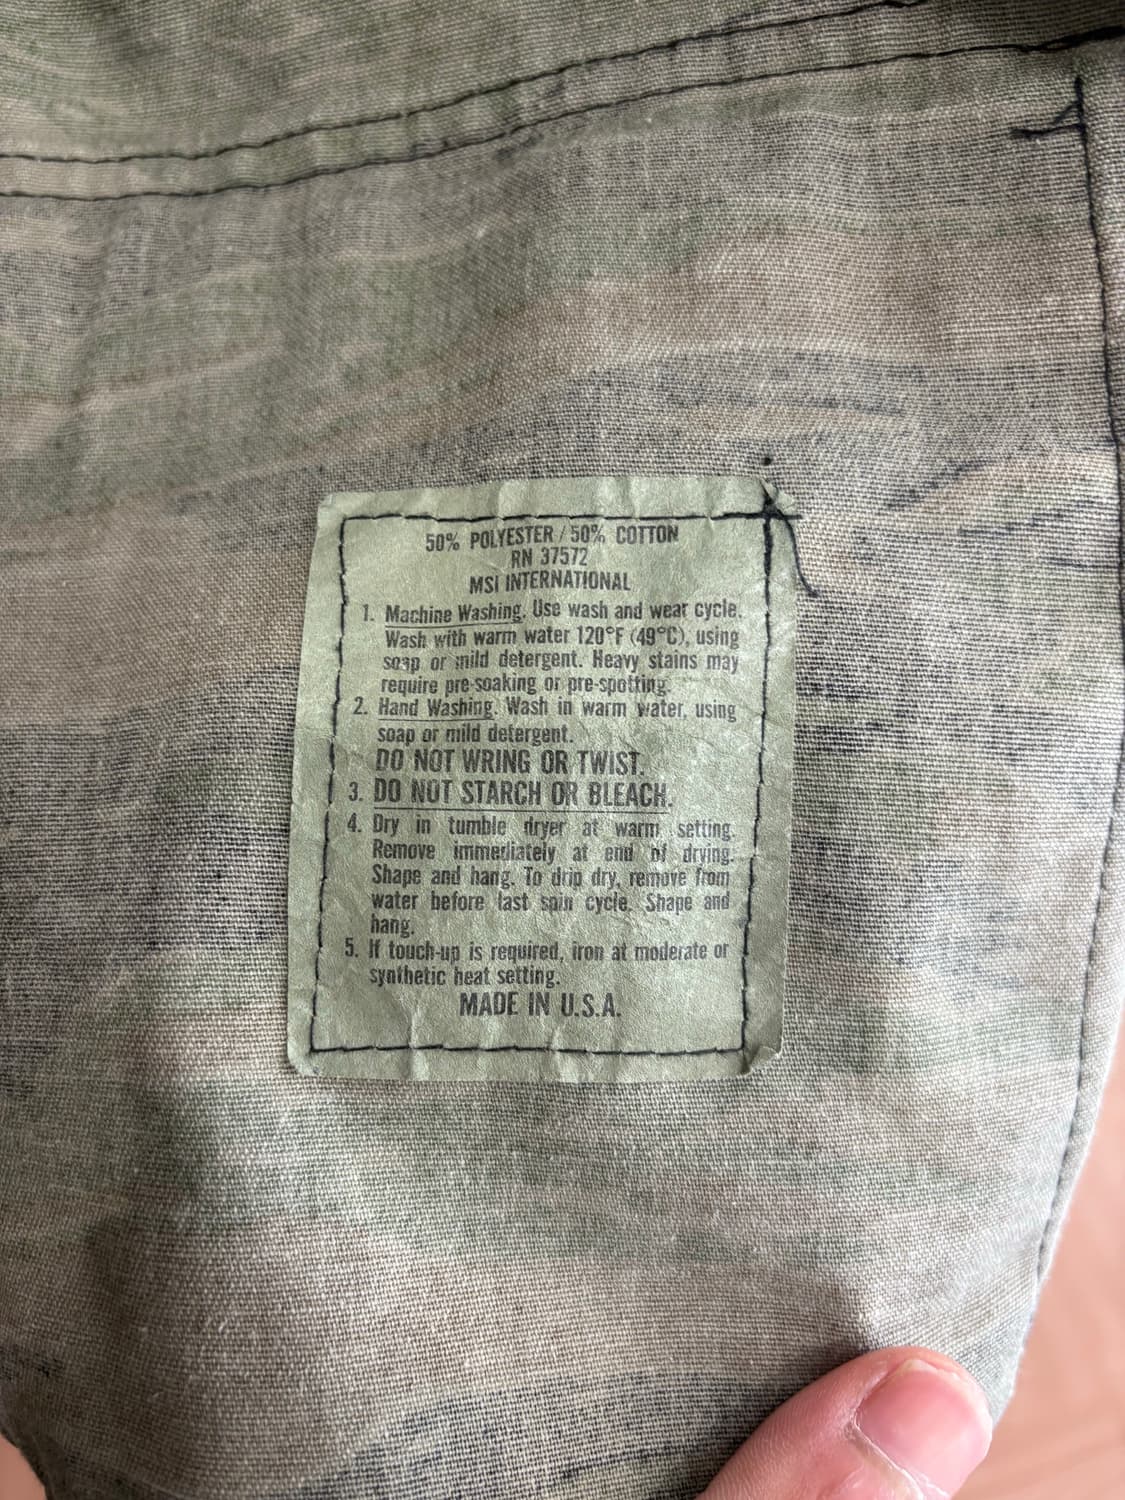 50% POLYESTER / 50% COTTON
RN 37572
MSI INTERNATIONAL
1. Machine Washing. Use wash and wear cycle.
Wash with warm water 120°F (49°C), using
soap or mild detergent. Heavy stains may
require pre-soaking or pre-spotting.
2. Hand Washing. Wash in warm water, using
soap or mild detergent.
DO NOT WRING OR TWIST.
3. DO NOT STARCH OR BLEACH.
4. Dry in tumble dryer at warm setting.
Remove immediately at end of drying.
Shape and hang. To drip dry, remove from
water before last spin cycle. Shape and
hang.
5. If touch-up is required, iron at moderate or
synthetic heat setting.
MADE IN U.S.A.